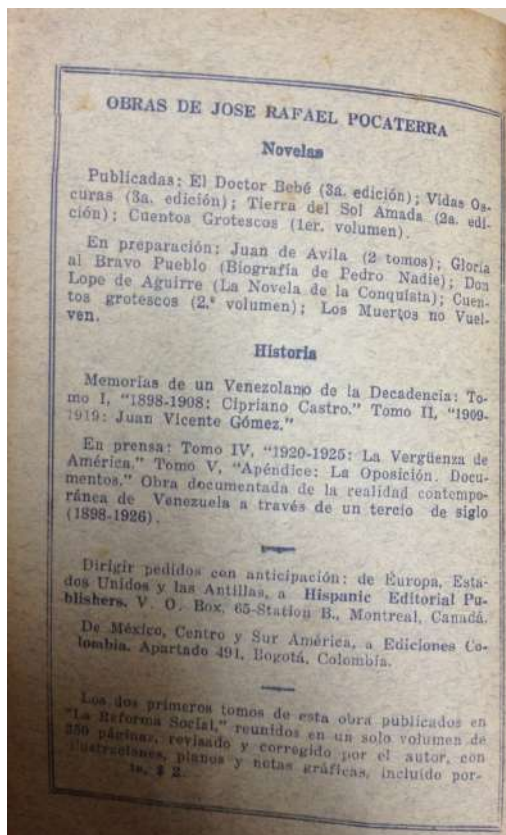 OBRAS DE JOSE RAFAEL POCATERRA
Novelas
Publicadas: El Doctor Bebé (3a. edición); Vidas Os-
curas (3a. edición); Tierra del Sol Amada (2a. edi-
ción); Cuentos Grotescos (1er. volumen).
En preparación: Juan de Avila (2 tomos); Gloria
al Bravo Pueblo (Biografía de Pedro Nadie); Don
Lope de Aguirre (La Novela de la Conquista); Cuen-
tos grotescos (2.º volumen); Los Muertos no Vuel-
ven.
Historia
Memorias de un Venezolano de la Decadencia: To-
mo I, “1898-1908: Cipriano Castro.” Tomo II, “1909-
1919: Juan Vicente Gómez.”
En prensa: Tomo IV, “1920-1925: La Vergüenza de
América.” Tomo V, “Apéndice: La Oposición. Docu-
mentos.” Obra documentada de la realidad contempo-
ránea de Venezuela a través de un tercio de siglo
(1898-1926).
Dirigir pedidos con anticipación: de Europa, Esta-
dos Unidos y las Antillas, a Hispanic Editorial Pu-
blishers. V. O. Box, 65-Station B., Montreal, Canadá.
De México, Centro y Sur América, a Ediciones Co-
lombia. Apartado 491, Bogotá, Colombia.
Los dos primeros tomos de esta obra publicados en
“La Reforma Social,” reunidos en un solo volumen de
350 páginas, revisado y corregido por el autor, con
ilustraciones, planos y notas gráficas, incluído por-
te, $ 2.